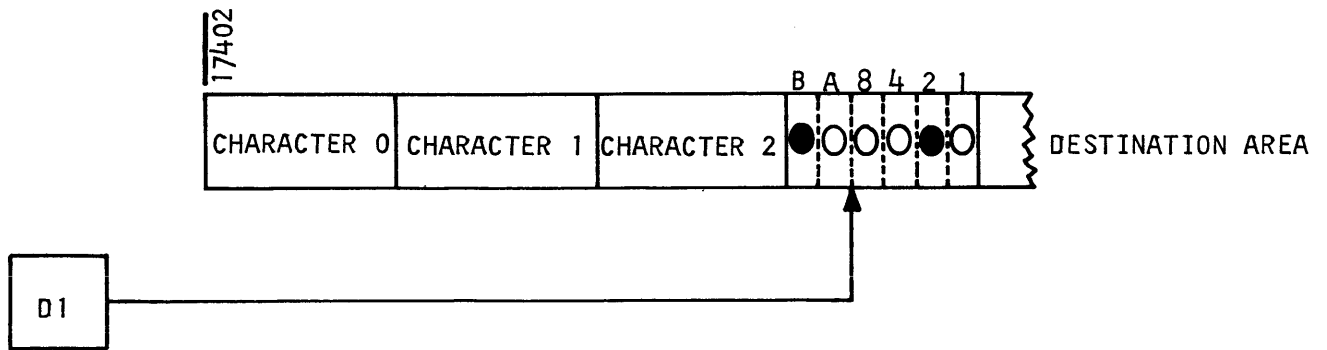 17402
B A 8 4 2 1
CHARACTER 0 CHARACTER 1 CHARACTER 2 DESTINATION AREA
D1